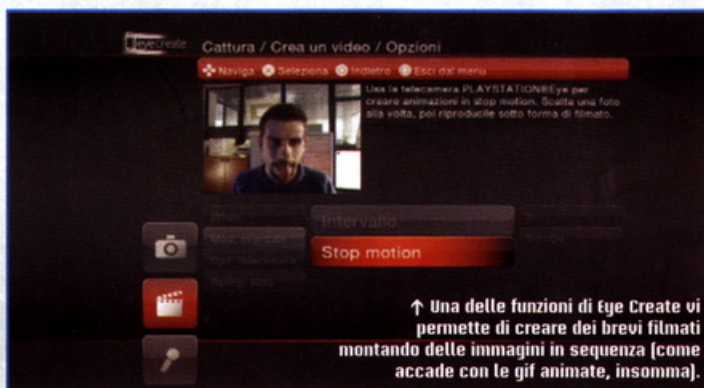 eyecreate
Cattura / Crea un video / Opzioni
Naviga Seleziona Indietro Esci dal menu
Usa la telecamera PLAYSTATION®Eye per
creare animazioni in stop motion. Scatta una foto
alla volta, poi riproducile sotto forma di filmato.
Intervallo
Stop motion
↑ Una delle funzioni di Eye Create vi
permette di creare dei brevi filmati
montando delle immagini in sequenza (come
accade con le gif animate, insomma).